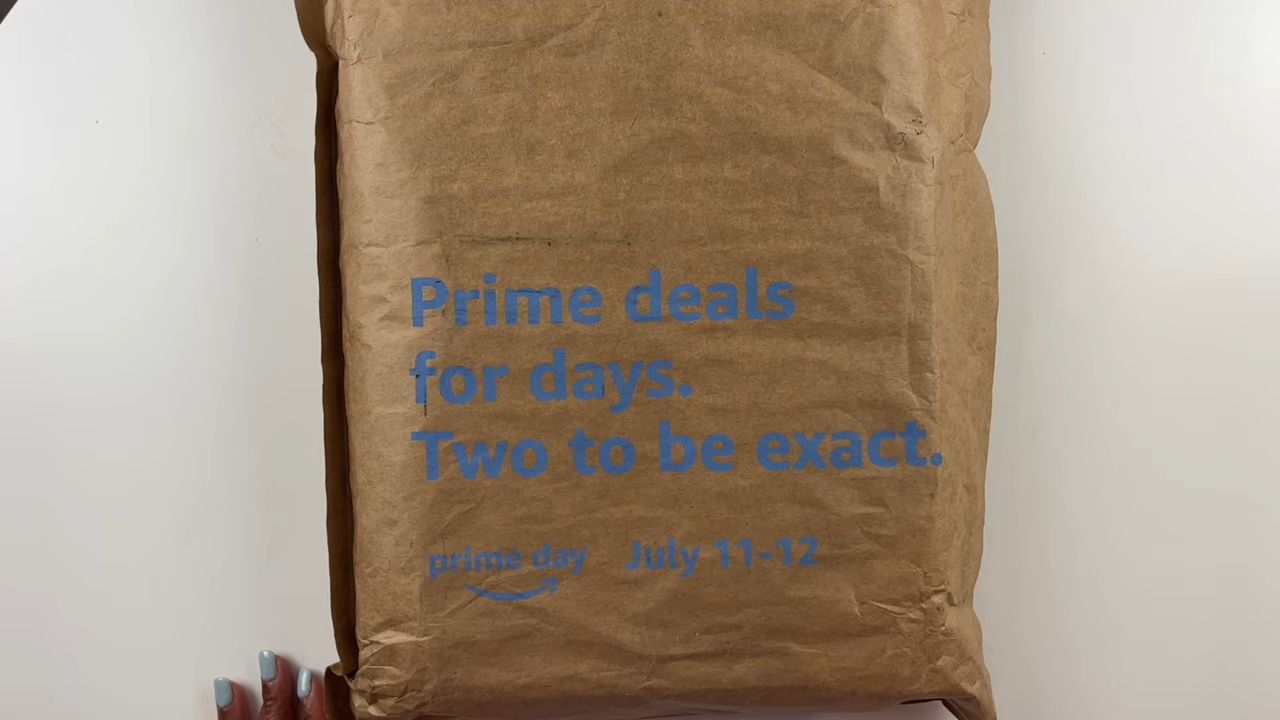 Prime deals
for days.
Two to be exact.
prime day July 11-12